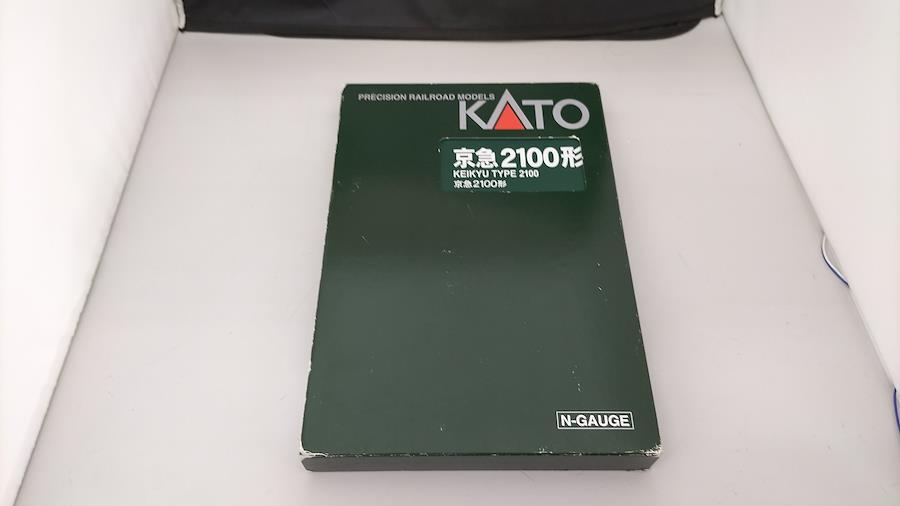 PRECISION RAILROAD MODELS
KATO
京急2100形
KEIKYU TYPE 2100
京急2100形
N-GAUGE